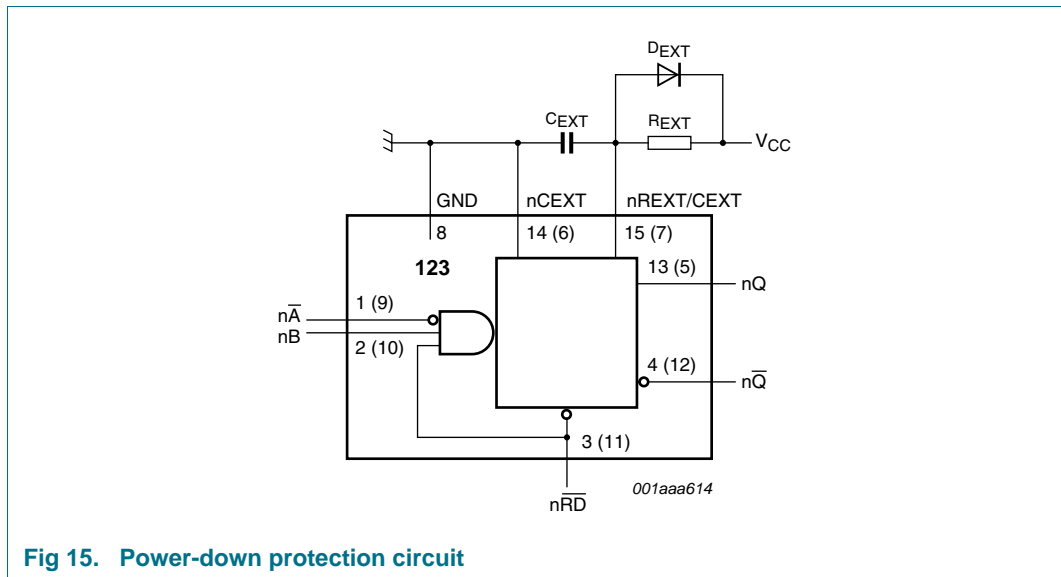 DEXT
CEXT
REXT
VCC
GND
nCEXT
nREXT/CEXT
8
14 (6)
15 (7)
123
13 (5)
nQ
1 (9)
nA̅
nB
2 (10)
4 (12)
nQ̅
3 (11)
001aaa614
nR̅D̅
Fig 15. Power-down protection circuit